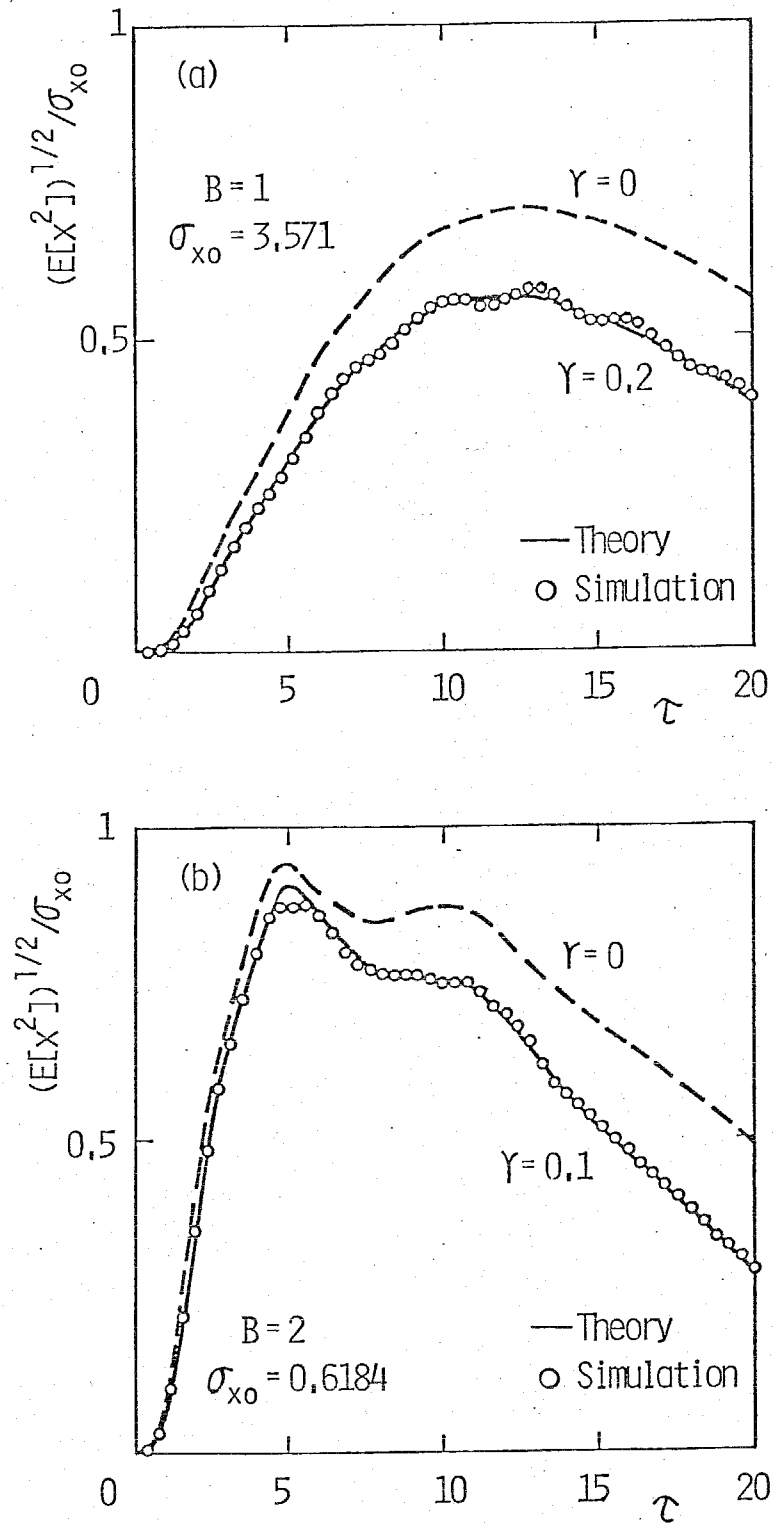 1
(a)
(E[x²])^1/2/σxo
γ=0
B=1
σxo=3,571
0,5
γ=0,2
Theory
Simulation
0 5 10 15 20
τ
1
(b)
(E[x²])^1/2/σxo
γ=0
0,5
γ=0,1
B=2
σxo=0,6184
Theory
Simulation
0 5 10 15 20
τ